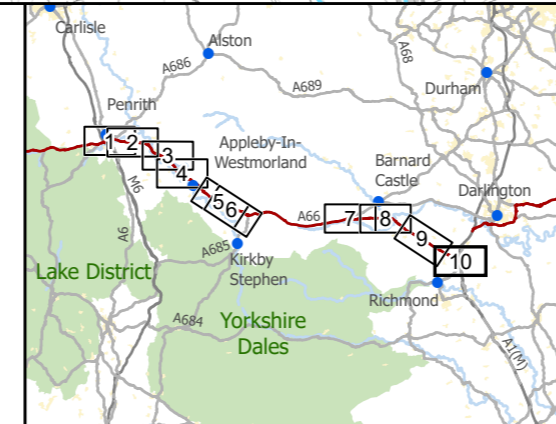 Carlisle
Alston
A686
A689
A68
Durham
Penrith
1
2
3
4
5
6
Appleby-In-
Westmorland
Barnard
Castle
Darlington
M6
A6
A66
7
8
9
10
A685
Kirkby
Stephen
Lake District
Richmond
A684
Yorkshire
Dales
A1(M)